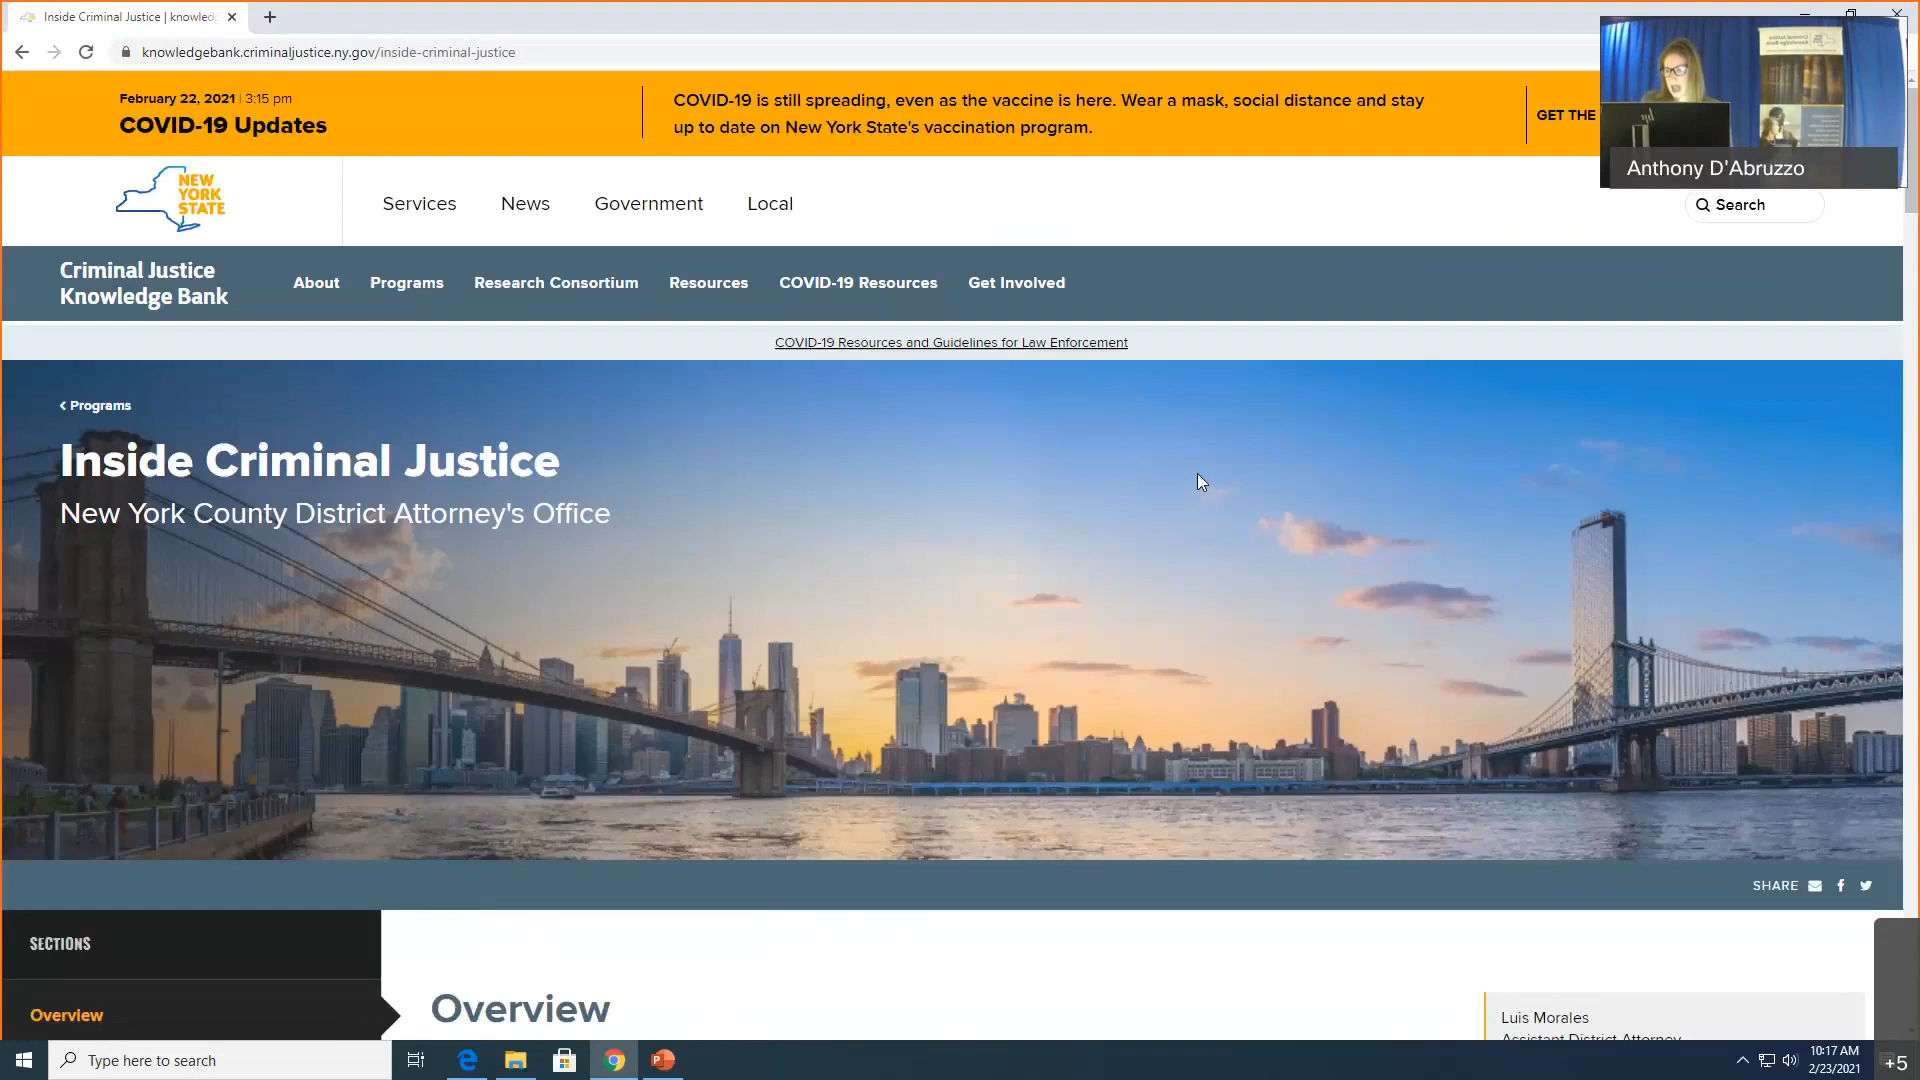 Inside Criminal Justice | knowled
knowledgebank.criminaljustice.ny.gov/inside-criminal-justice
February 22, 2021 | 3:15 pm
COVID-19 Updates
COVID-19 is still spreading, even as the vaccine is here. Wear a mask, social distance and stay
up to date on New York State's vaccination program.
GET THE
Anthony D'Abruzzo
NEW
YORK
STATE
Services
News
Government
Local
Search
Criminal Justice
Knowledge Bank
About
Programs
Research Consortium
Resources
COVID-19 Resources
Get Involved
COVID-19 Resources and Guidelines for Law Enforcement
Programs
Inside Criminal Justice
New York County District Attorney's Office
SHARE
SECTIONS
Overview
Overview
Luis Morales
Assistant District Attorney
Type here to search
10:17 AM
2/23/2021
+5